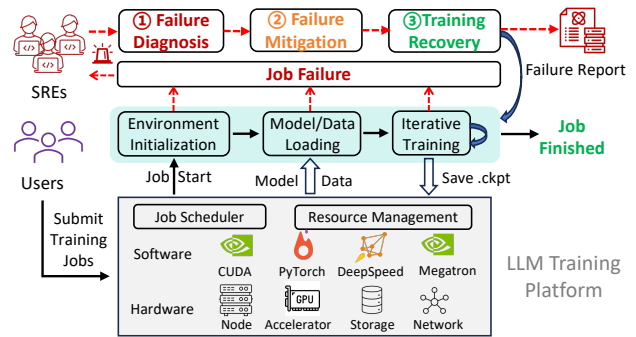 ① Failure Diagnosis
② Failure Mitigation
③Training Recovery
SREs
Job Failure
Failure Report
Environment Initialization
Model/Data Loading
Iterative Training
Job Finished
Users
Job Start
Model Data
Save .ckpt
Submit Training Jobs
Job Scheduler
Resource Management
Software
CUDA
PyTorch
DeepSpeed
Megatron
LLM Training Platform
Hardware
GPU
Node
Accelerator
Storage
Network